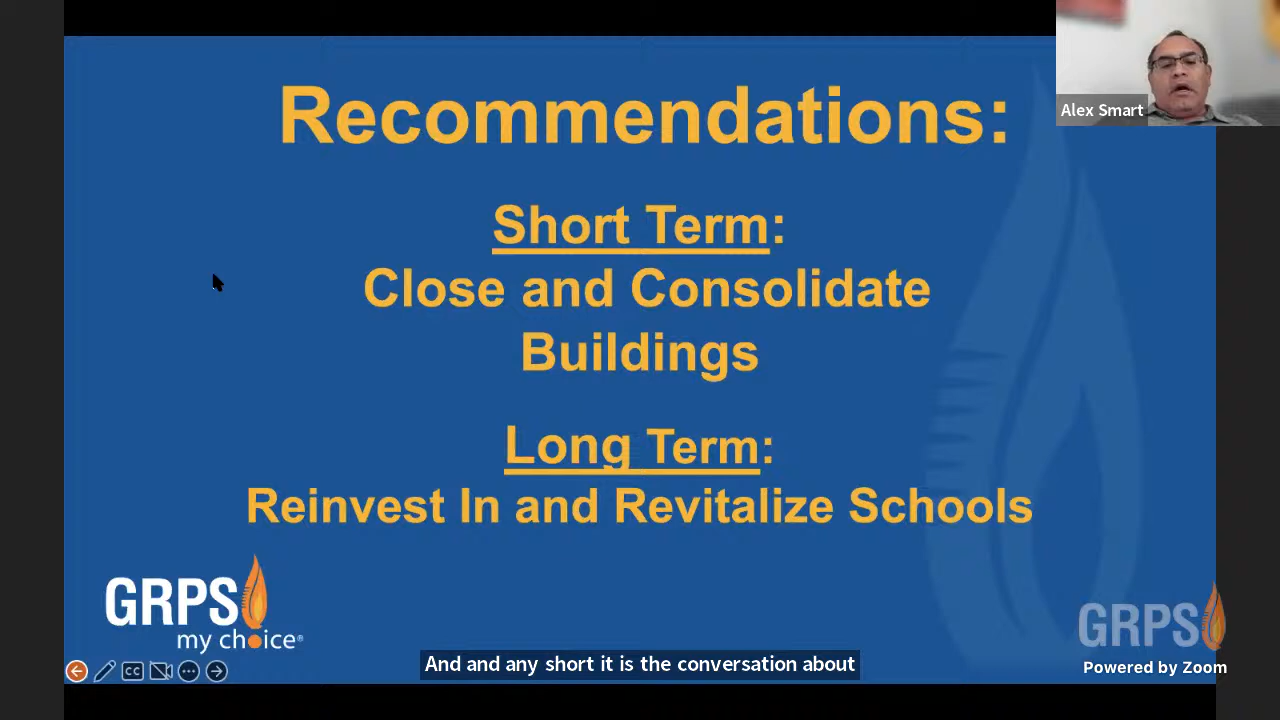 Recommendations:
Alex Smart
Short Term:
Close and Consolidate
Buildings
Long Term:
Reinvest In and Revitalize Schools
GRPS
my choice®
And and any short it is the conversation about
CC
GRPS
Powered by Zoom